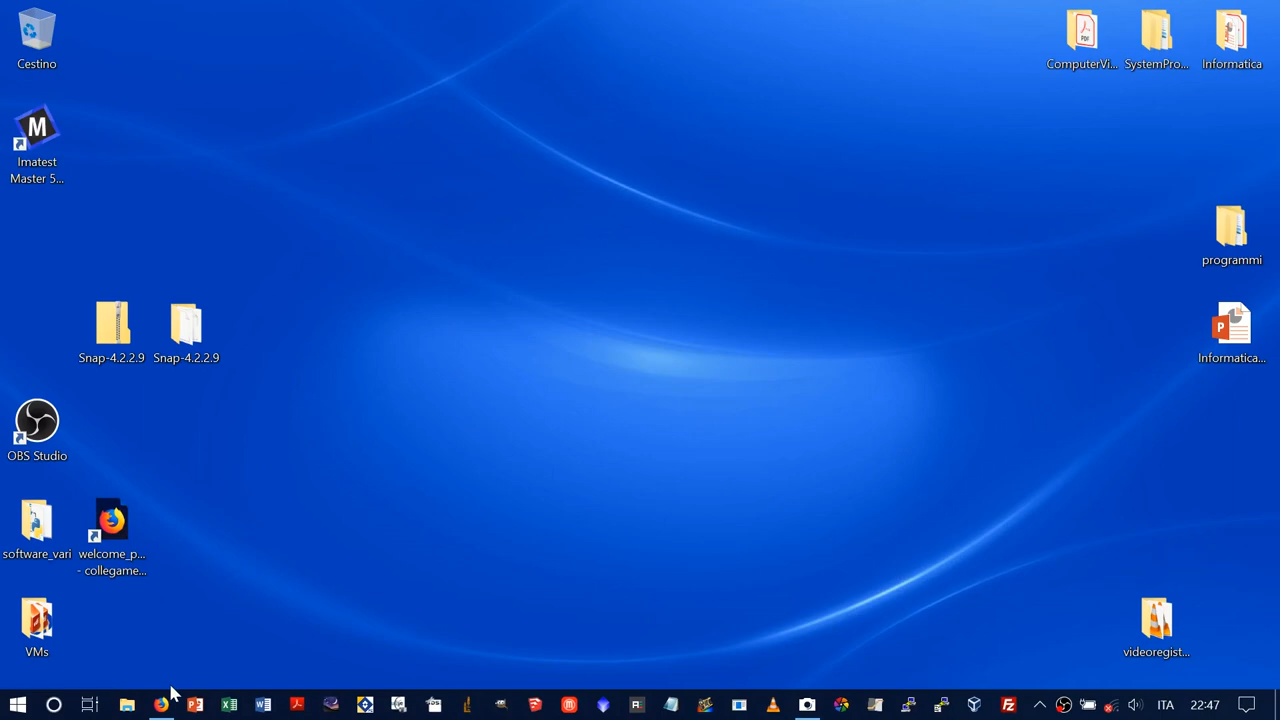 Cestino
ComputerVi...
SystemPro...
Informatica
M
Imatest
Master 5...
programmi
Snap-4.2.2.9
Snap-4.2.2.9
Informatica...
OBS Studio
software_vari
welcome_p...
- collegame...
VMs
videoregist...
ITA
22:47